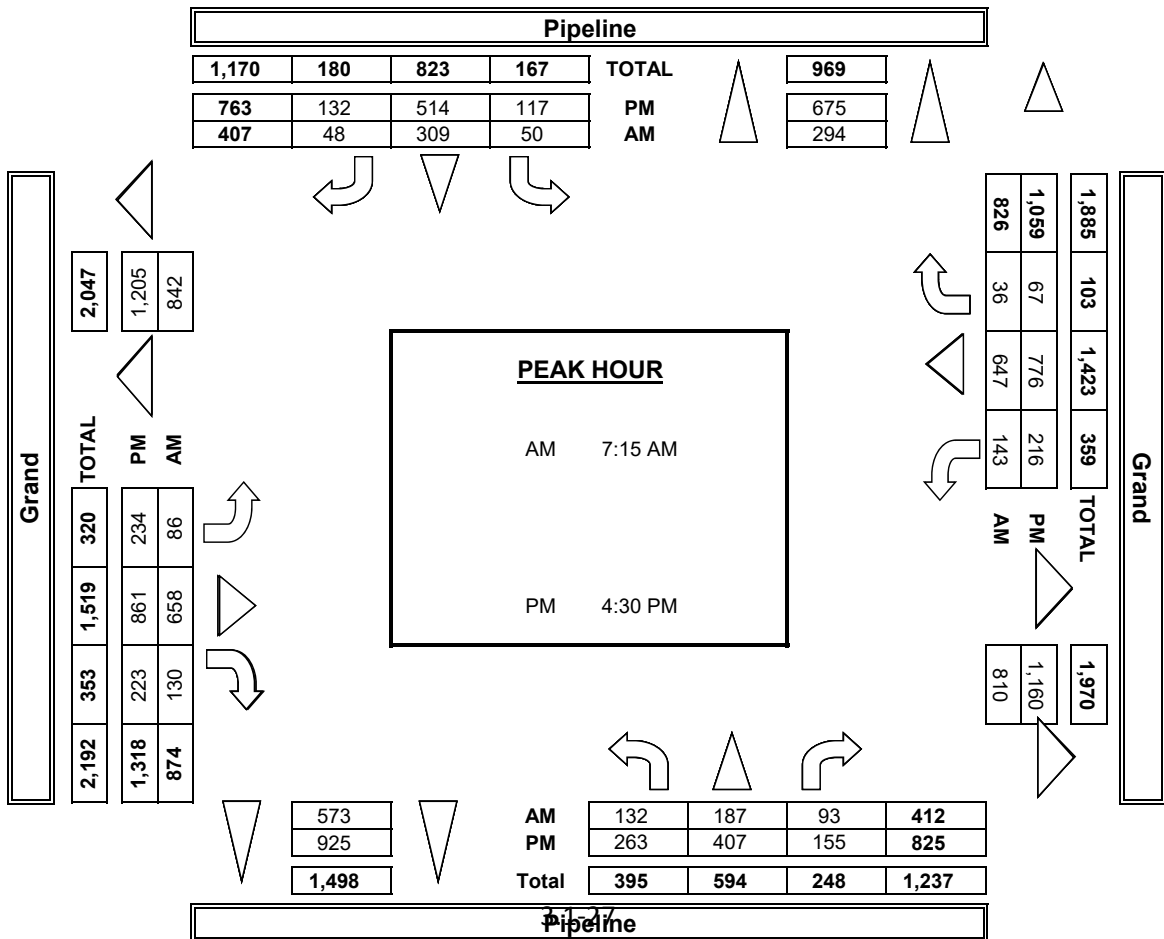 Pipeline
1,170 180 823 167 TOTAL 969
763 132 514 117 PM 675
407 48 309 50 AM 294
Grand
2,047
1,205
842
TOTAL
PM
AM
320 1,519 353 2,192
234 861 223 1,318
86 658 130 874
PEAK HOUR
AM 7:15 AM
PM 4:30 PM
1,885 103 1,423 359 TOTAL 1,970
1,059 67 776 216 PM 1,160
826 36 647 143 AM 810
Grand
573 AM 132 187 93 412
925 PM 263 407 155 825
1,498 Total 395 594 248 1,237
Pipeline
3.1-27